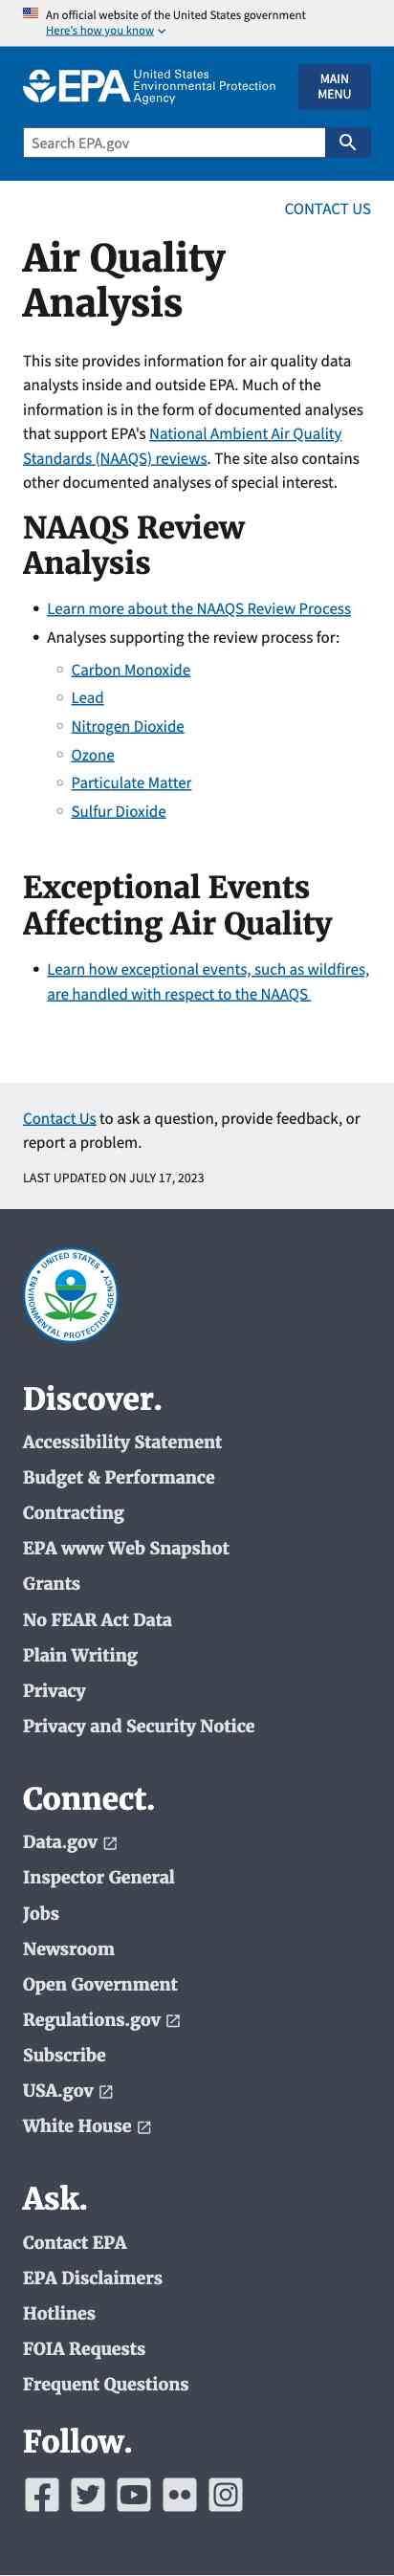 An official website of the United States government
Here's how you know
EPA United States
Environmental Protection
Agency
MAIN
MENU
Search EPA.gov
CONTACT US
Air Quality
Analysis
This site provides information for air quality data
analysts inside and outside EPA. Much of the
information is in the form of documented analyses
that support EPA's National Ambient Air Quality
Standards (NAAQS) reviews. The site also contains
other documented analyses of special interest.
NAAQS Review
Analysis
• Learn more about the NAAQS Review Process
• Analyses supporting the review process for:
○ Carbon Monoxide
○ Lead
○ Nitrogen Dioxide
○ Ozone
○ Particulate Matter
○ Sulfur Dioxide
Exceptional Events
Affecting Air Quality
• Learn how exceptional events, such as wildfires,
are handled with respect to the NAAQS
Contact Us to ask a question, provide feedback, or
report a problem.
LAST UPDATED ON JULY 17, 2023
UNITED STATES
ENVIRONMENTAL PROTECTION AGENCY
Discover.
Accessibility Statement
Budget & Performance
Contracting
EPA www Web Snapshot
Grants
No FEAR Act Data
Plain Writing
Privacy
Privacy and Security Notice
Connect.
Data.gov
Inspector General
Jobs
Newsroom
Open Government
Regulations.gov
Subscribe
USA.gov
White House
Ask.
Contact EPA
EPA Disclaimers
Hotlines
FOIA Requests
Frequent Questions
Follow.